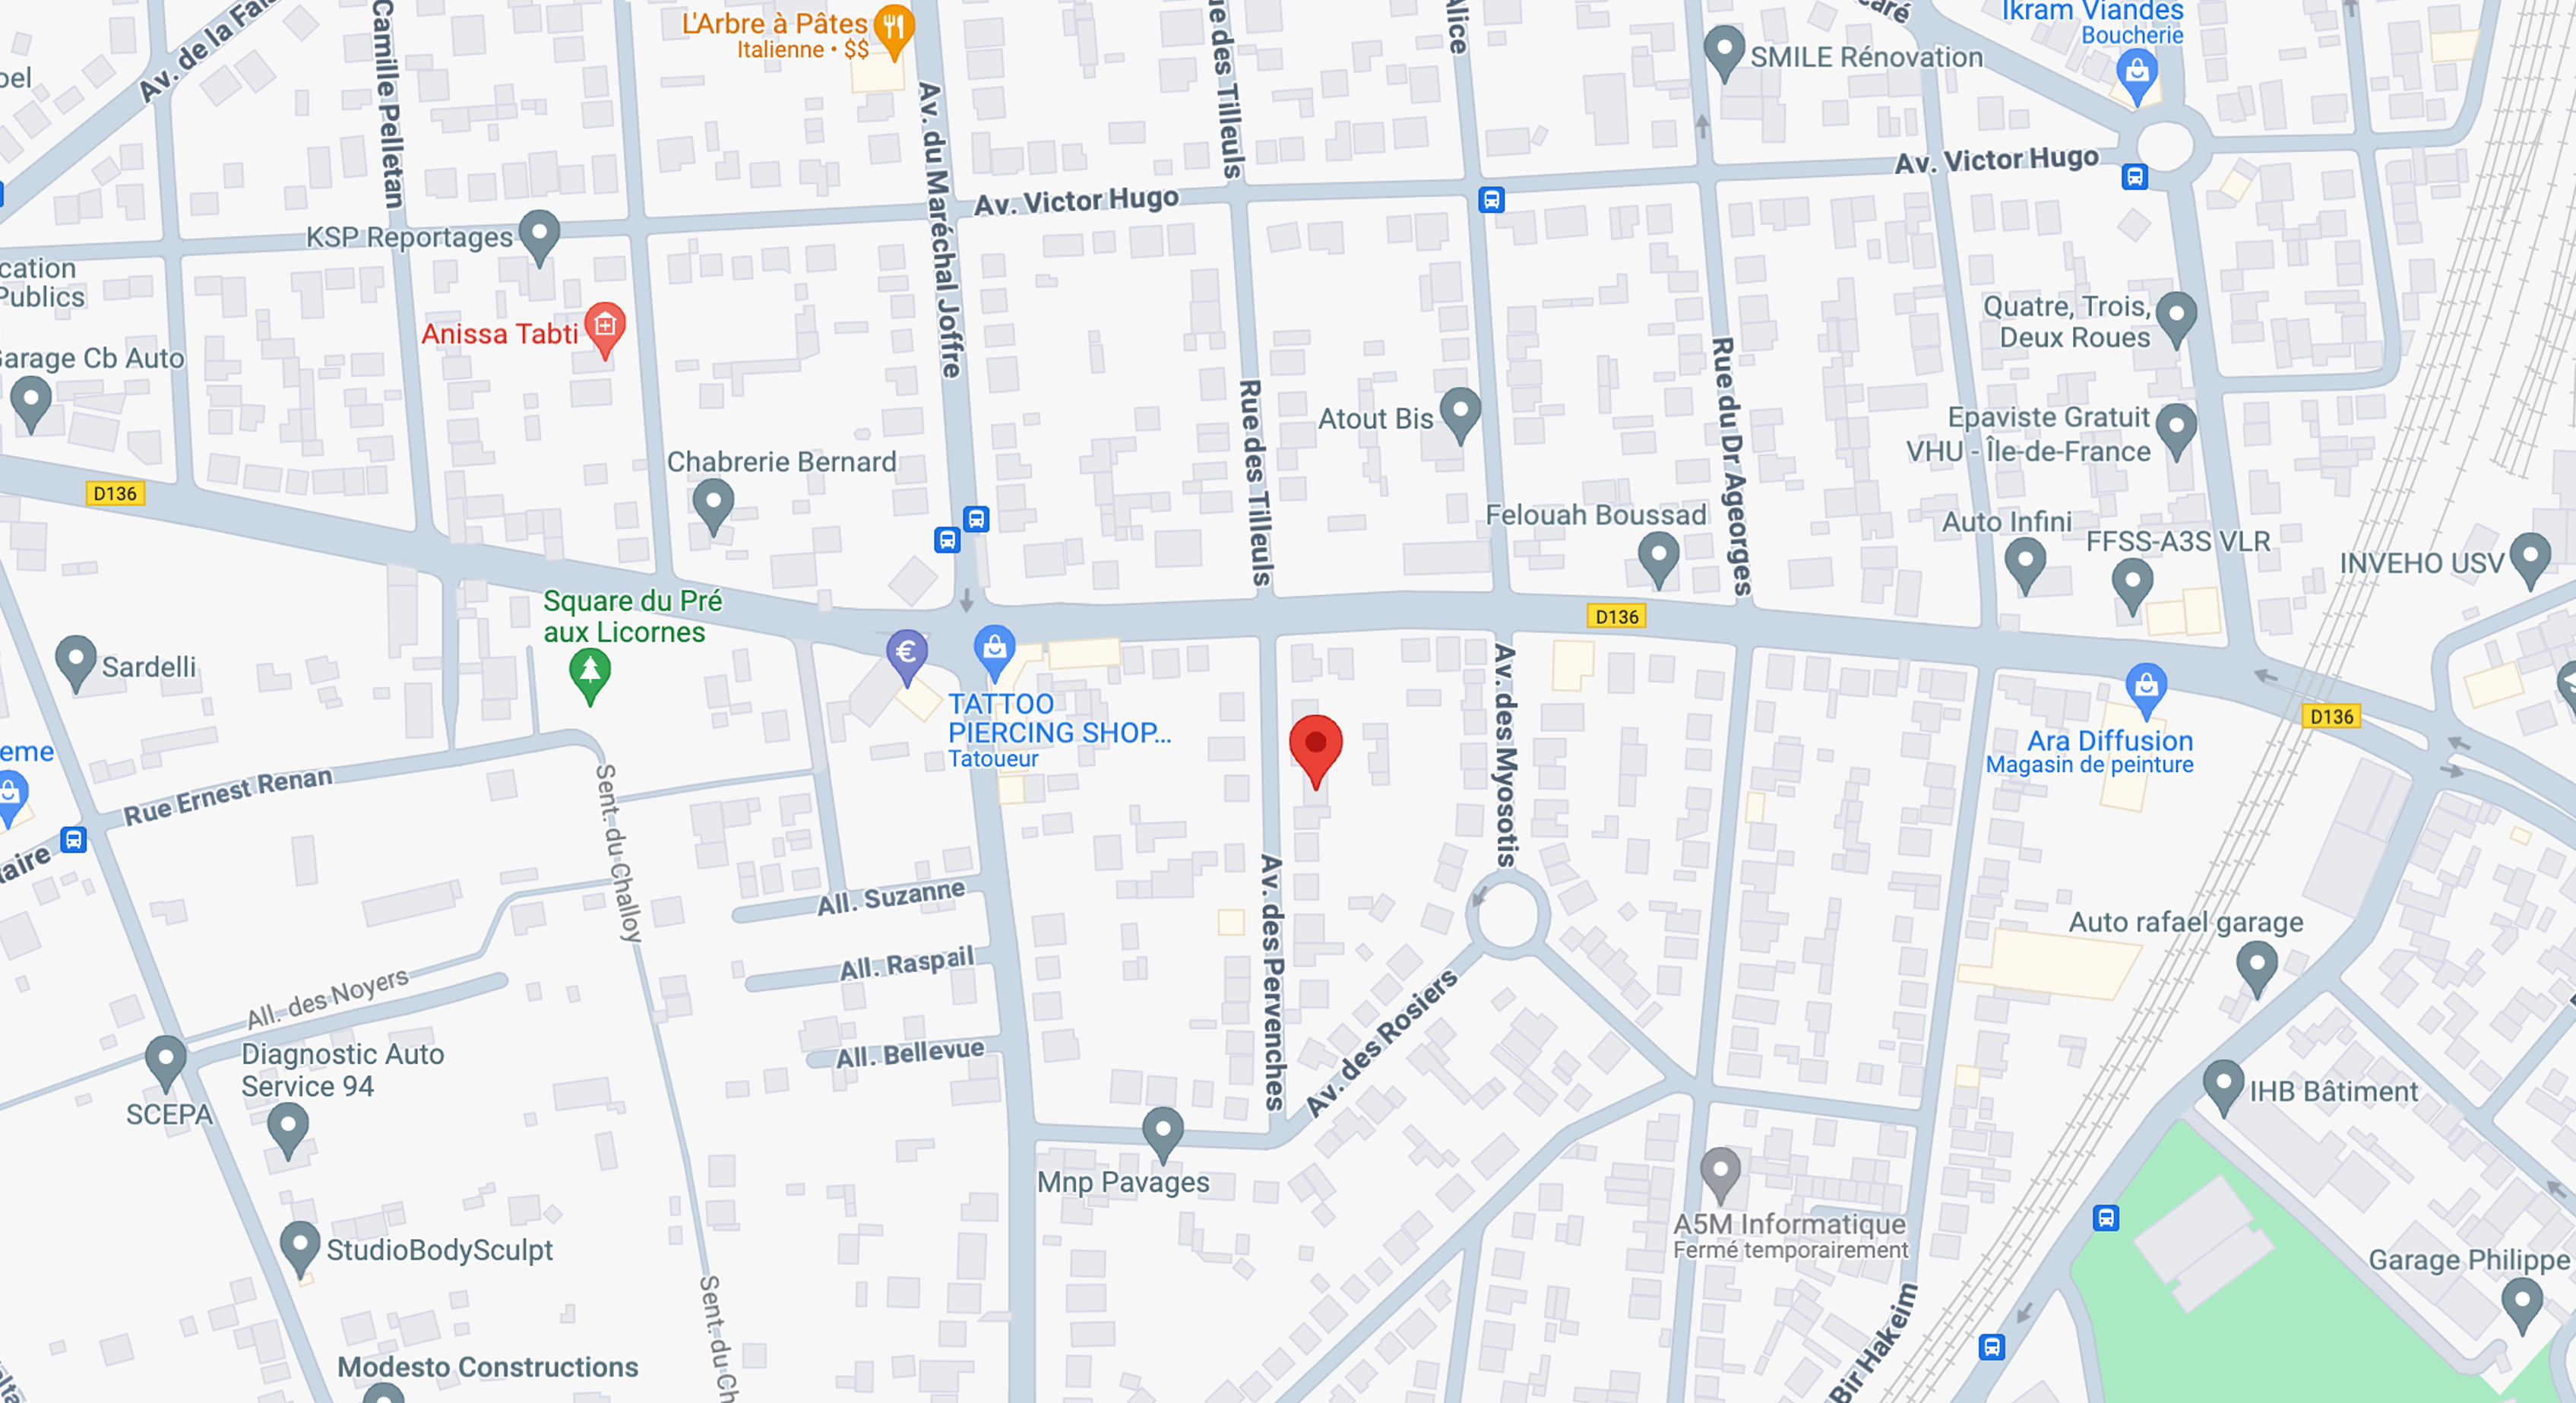 Av. de la Fais
Camille Pelletan
L'Arbre à Pâtes
Italienne • $$
Av. du Maréchal Joffre
Rue des Tilleuls
Alice
SMILE Rénovation
Ikram Viandes
Boucherie
Av. Victor Hugo
Av. Victor Hugo
KSP Reportages
cation
Publics
Anissa Tabti
Garage Cb Auto
Quatre, Trois,
Deux Roues
Rue du Dr Ageorges
Rue des Tilleuls
Atout Bis
Epaviste Gratuit
VHU - Île-de-France
Chabrerie Bernard
D136
Felouah Boussad
Auto Infini
FFSS-A3S VLR
INVEHO USV
Square du Pré
aux Licornes
D136
Sardelli
TATTOO
PIERCING SHOP...
Tatoueur
Av. des Myosotis
D136
Ara Diffusion
Magasin de peinture
eme
Rue Ernest Renan
Sent. du Challoy
aire
All. Suzanne
Av. des Pervenches
Auto rafael garage
All. Raspail
All. des Noyers
Av. des Rosiers
All. Bellevue
Diagnostic Auto
Service 94
SCEPA
IHB Bâtiment
Mnp Pavages
A5M Informatique
Fermé temporairement
StudioBodySculpt
Garage Philippe
Sent. du Ch
Bir Hakeim
Modesto Constructions